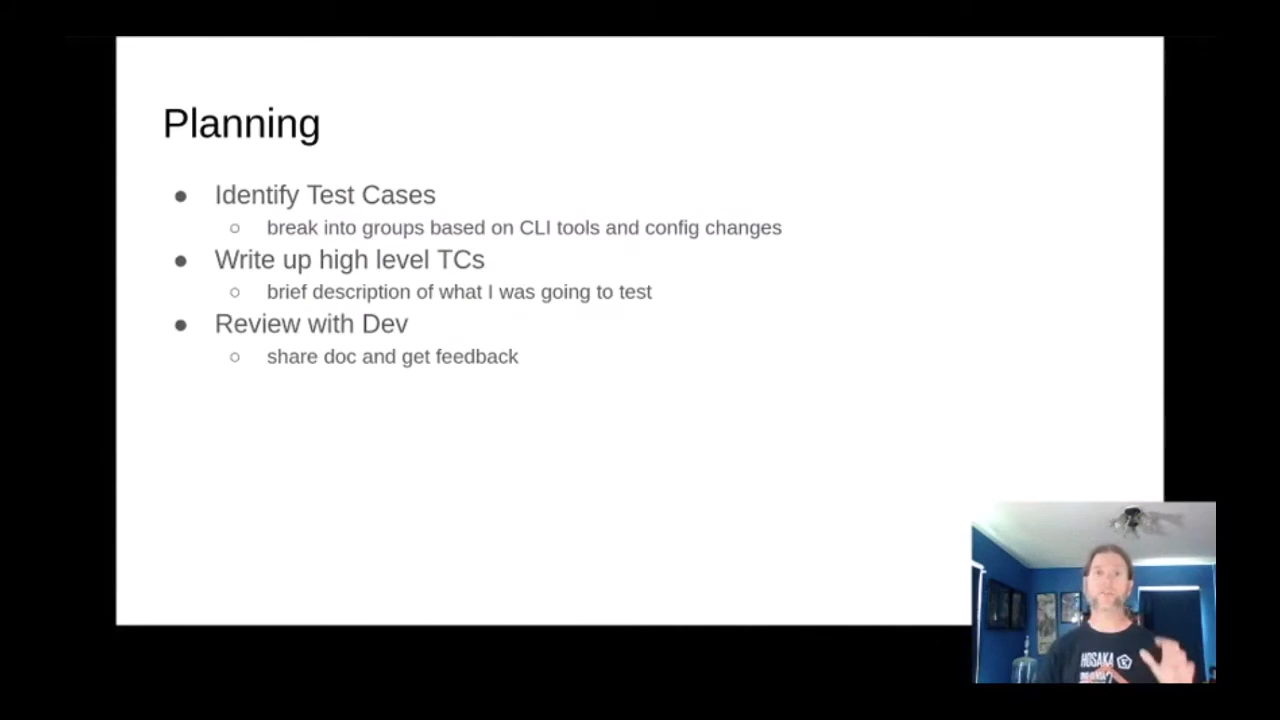 Planning
● Identify Test Cases
○ break into groups based on CLI tools and config changes
● Write up high level TCs
○ brief description of what I was going to test
● Review with Dev
○ share doc and get feedback
HOSAKA